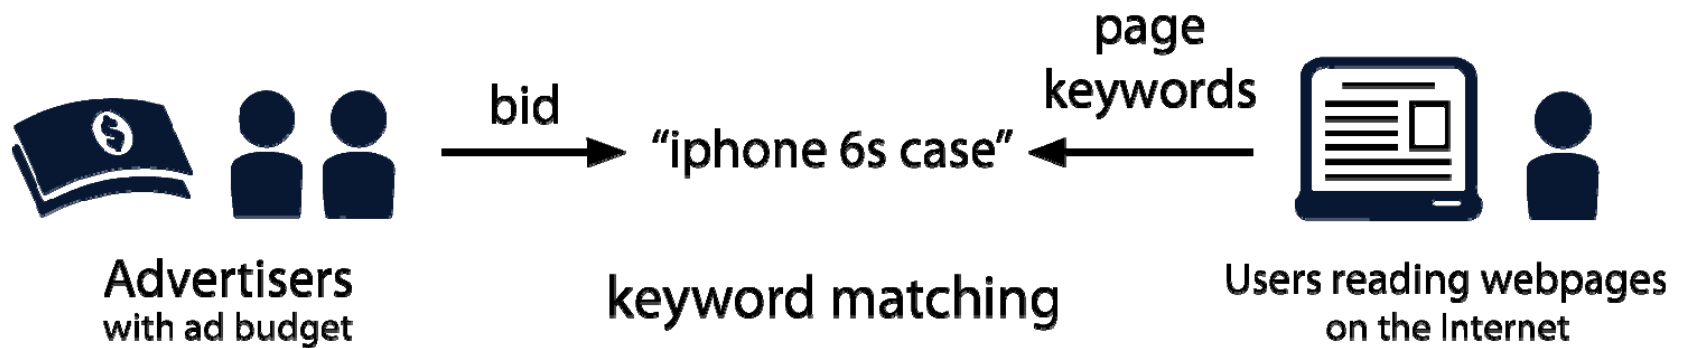 page
keywords
bid
“iphone 6s case”
$
Advertisers
with ad budget
keyword matching
Users reading webpages
on the Internet